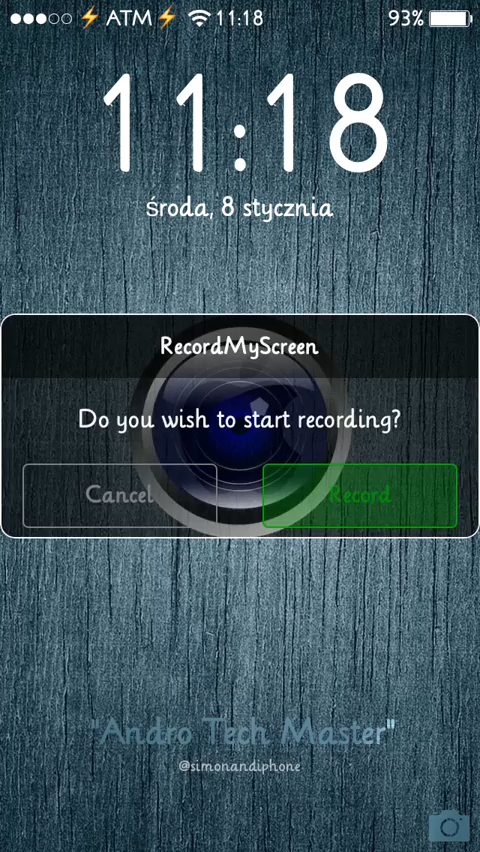 ⚡ ATM⚡ 11:18 93%
11:18
środa, 8 stycznia
RecordMyScreen
Do you wish to start recording?
Cancel Record
"Andro Tech Master"
@simonandiphone